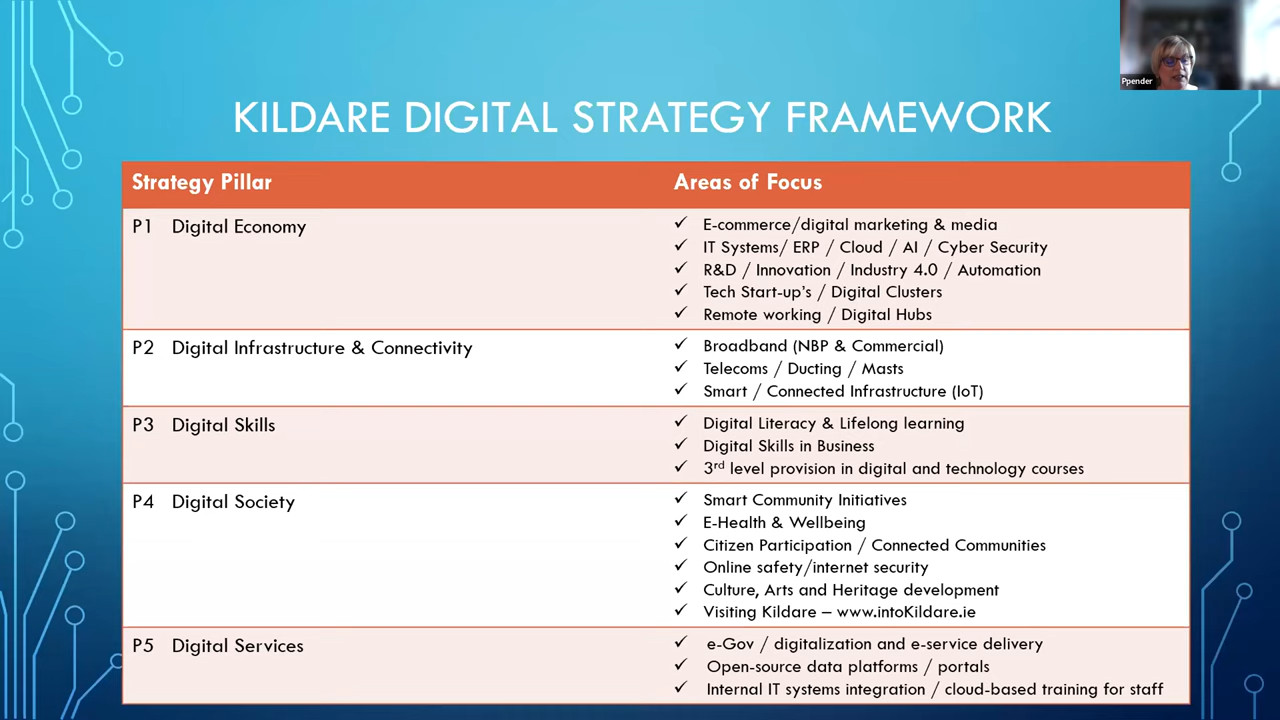 Ppender
KILDARE DIGITAL STRATEGY FRAMEWORK
Strategy Pillar
Areas of Focus
P1 Digital Economy
✓ E-commerce/digital marketing & media
✓ IT Systems/ ERP / Cloud / AI / Cyber Security
✓ R&D / Innovation / Industry 4.0 / Automation
✓ Tech Start-up's / Digital Clusters
✓ Remote working / Digital Hubs
P2 Digital Infrastructure & Connectivity
✓ Broadband (NBP & Commercial)
✓ Telecoms / Ducting / Masts
✓ Smart / Connected Infrastructure (IoT)
P3 Digital Skills
✓ Digital Literacy & Lifelong learning
✓ Digital Skills in Business
✓ 3rd level provision in digital and technology courses
P4 Digital Society
✓ Smart Community Initiatives
✓ E-Health & Wellbeing
✓ Citizen Participation / Connected Communities
✓ Online safety/internet security
✓ Culture, Arts and Heritage development
✓ Visiting Kildare – www.intoKildare.ie
P5 Digital Services
✓ e-Gov / digitalization and e-service delivery
✓ Open-source data platforms / portals
✓ Internal IT systems integration / cloud-based training for staff